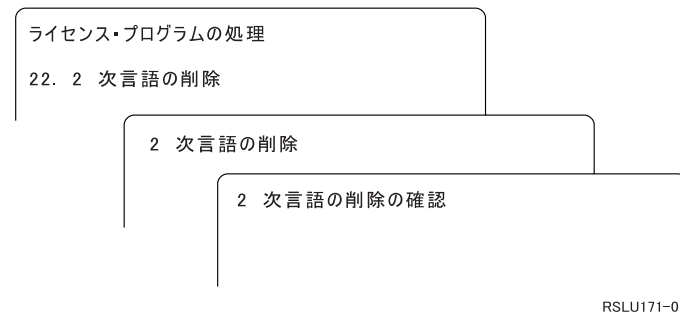 ライセンス・プログラムの処理
22. 2 次言語の削除
2 次言語の削除
2 次言語の削除の確認
RSLU171-0